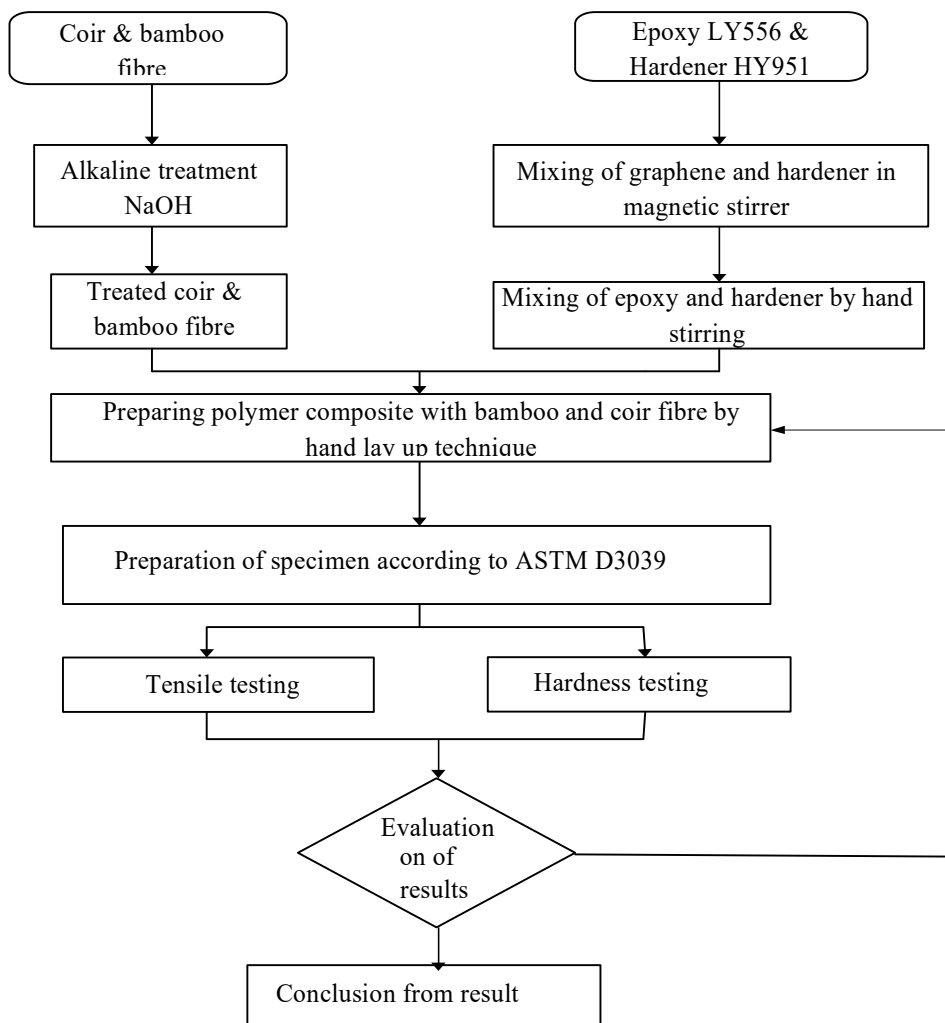 Coir & bamboo
fibre
Epoxy LY556 &
Hardener HY951
Alkaline treatment
NaOH
Mixing of graphene and hardener in
magnetic stirrer
Treated coir &
bamboo fibre
Mixing of epoxy and hardener by hand
stirring
Preparing polymer composite with bamboo and coir fibre by
hand lay up technique
Preparation of specimen according to ASTM D3039
Tensile testing
Hardness testing
Evaluation
on of
results
Conclusion from result